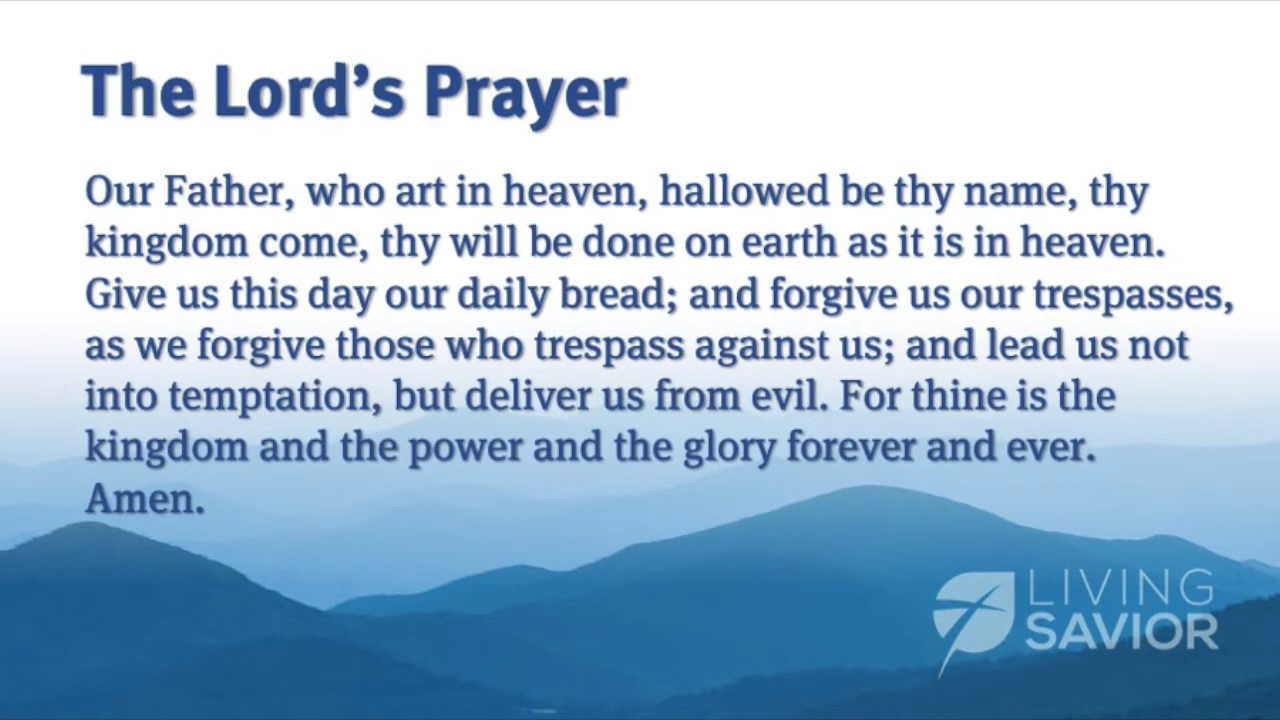 The Lord's Prayer
Our Father, who art in heaven, hallowed be thy name, thy
kingdom come, thy will be done on earth as it is in heaven.
Give us this day our daily bread; and forgive us our trespasses,
as we forgive those who trespass against us; and lead us not
into temptation, but deliver us from evil. For thine is the
kingdom and the power and the glory forever and ever.
Amen.
LIVING
SAVIOR